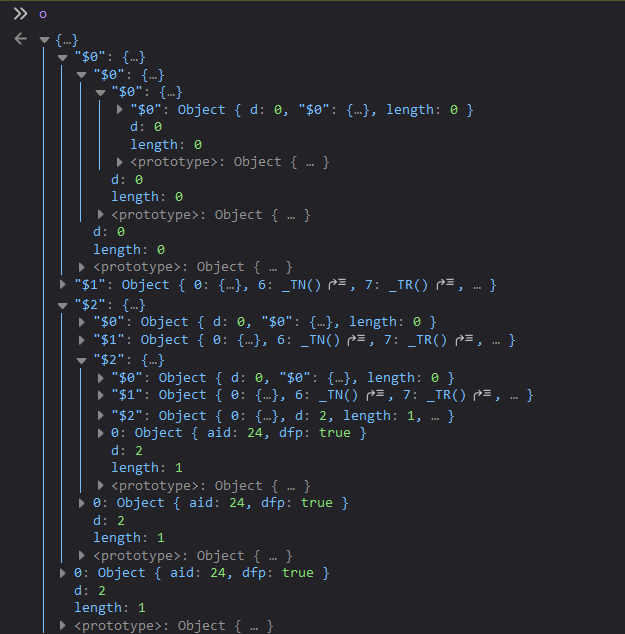 o
{…}
"$0": {…}
"$0": {…}
"$0": {…}
"$0": Object { d: 0, "$0": {…}, length: 0 }
d: 0
length: 0
<prototype>: Object { … }
d: 0
length: 0
<prototype>: Object { … }
d: 0
length: 0
<prototype>: Object { … }
"$1": Object { 0: {…}, 6: _TN(), 7: _TR(), … }
"$2": {…}
"$0": Object { d: 0, "$0": {…}, length: 0 }
"$1": Object { 0: {…}, 6: _TN(), 7: _TR(), … }
"$2": {…}
"$0": Object { d: 0, "$0": {…}, length: 0 }
"$1": Object { 0: {…}, 6: _TN(), 7: _TR(), … }
"$2": Object { 0: {…}, d: 2, length: 1, … }
0: Object { aid: 24, dfp: true }
d: 2
length: 1
<prototype>: Object { … }
0: Object { aid: 24, dfp: true }
d: 2
length: 1
<prototype>: Object { … }
0: Object { aid: 24, dfp: true }
d: 2
length: 1
<prototype>: Object { … }